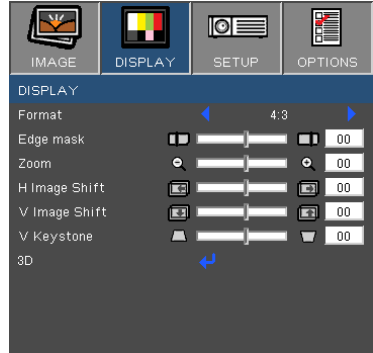 IMAGE DISPLAY SETUP OPTIONS
DISPLAY
Format 4:3
Edge mask 00
Zoom 00
H Image Shift 00
V Image Shift 00
V Keystone 00
3D